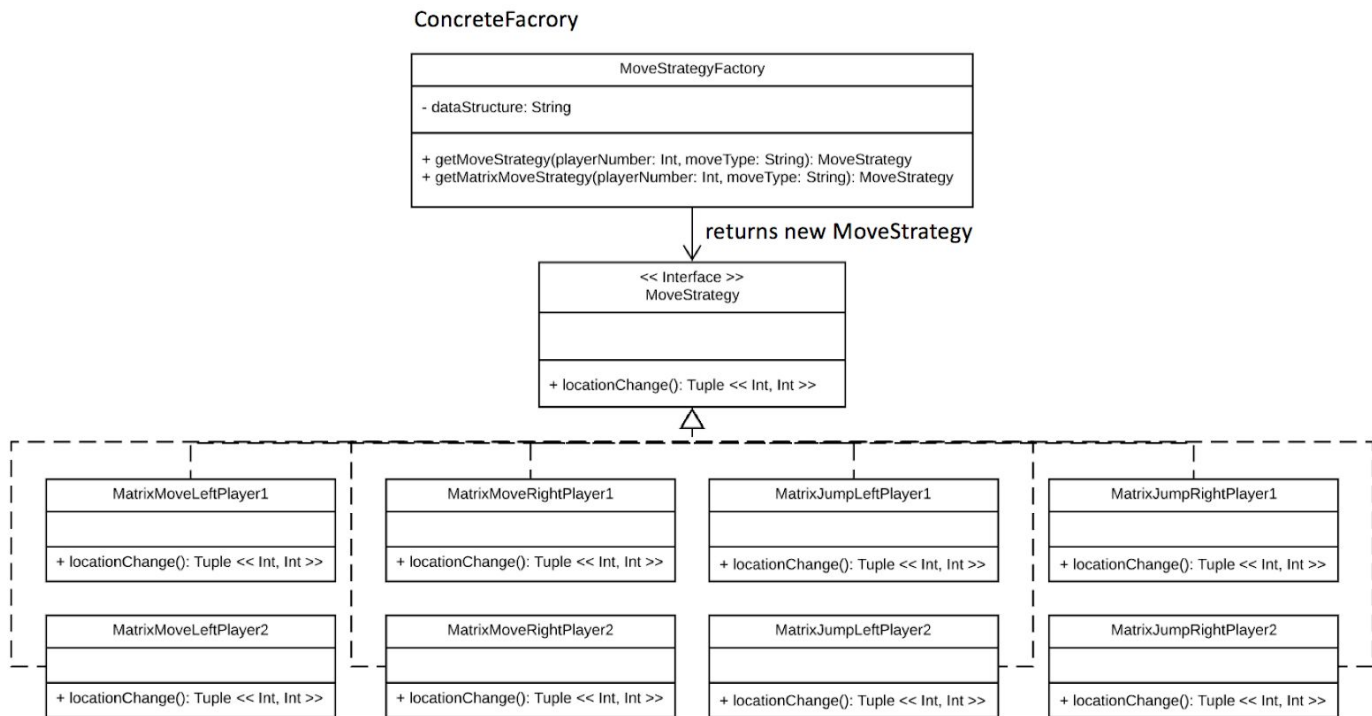 ConcreteFacrory
MoveStrategyFactory
- dataStructure: String
+ getMoveStrategy(playerNumber: Int, moveType: String): MoveStrategy
+ getMatrixMoveStrategy(playerNumber: Int, moveType: String): MoveStrategy
returns new MoveStrategy
<< Interface >>
MoveStrategy
+ locationChange(): Tuple << Int, Int >>
MatrixMoveLeftPlayer1
+ locationChange(): Tuple << Int, Int >>
MatrixMoveRightPlayer1
+ locationChange(): Tuple << Int, Int >>
MatrixJumpLeftPlayer1
+ locationChange(): Tuple << Int, Int >>
MatrixJumpRightPlayer1
+ locationChange(): Tuple << Int, Int >>
MatrixMoveLeftPlayer2
+ locationChange(): Tuple << Int, Int >>
MatrixMoveRightPlayer2
+ locationChange(): Tuple << Int, Int >>
MatrixJumpLeftPlayer2
+ locationChange(): Tuple << Int, Int >>
MatrixJumpRightPlayer2
+ locationChange(): Tuple << Int, Int >>